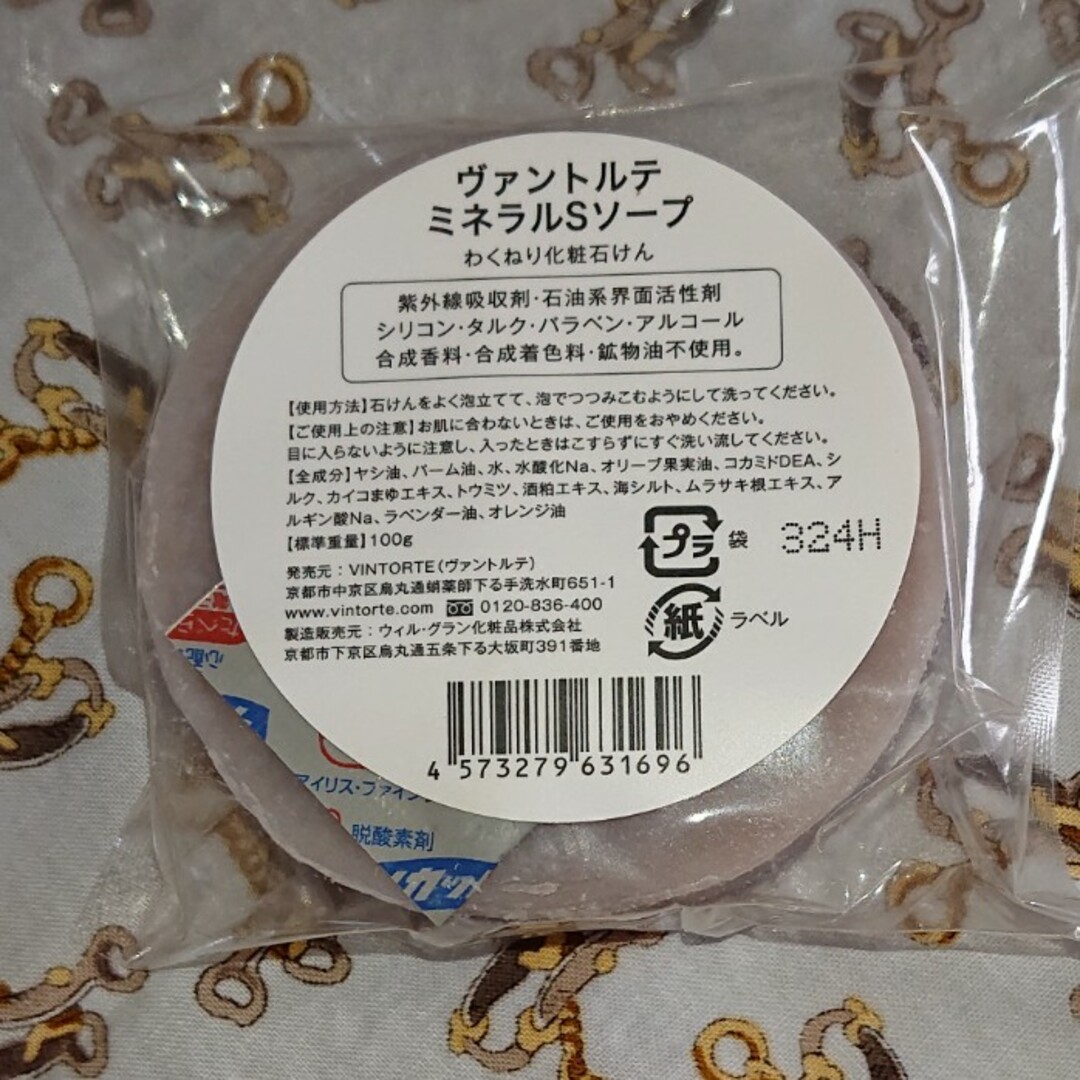 ヴァントルテ
ミネラルSソープ
わくねり化粧石けん
紫外線吸収剤・石油系界面活性剤
シリコン・タルク・パラベン・アルコール
合成香料・合成着色料・鉱物油不使用。
【使用方法】石けんをよく泡立てて、泡でつつみこむようにして洗ってください。
【ご使用上の注意】お肌に合わないときは、ご使用をおやめください。
目に入らないように注意し、入ったときはこすらずにすぐ洗い流してください。
【全成分】ヤシ油、パーム油、水、水酸化Na、オリーブ果実油、コカミドDEA、シ
ルク、カイコまゆエキス、トウミツ、酒粕エキス、海シルト、ムラサキ根エキス、ア
ルギン酸Na、ラベンダー油、オレンジ油
【標準重量】100g
プラ 袋 324H
発売元:VINTORTE(ヴァントルテ)
京都市中京区烏丸通蛸薬師下る手洗水町651-1
www.vintorte.com 0120-836-400
紙 ラベル
製造販売元:ウィル・グラン化粧品株式会社
京都市下京区烏丸通五条下る大坂町391番地
4 573279 631696
心配
アイリス・ファイン
脱酸素剤
カット